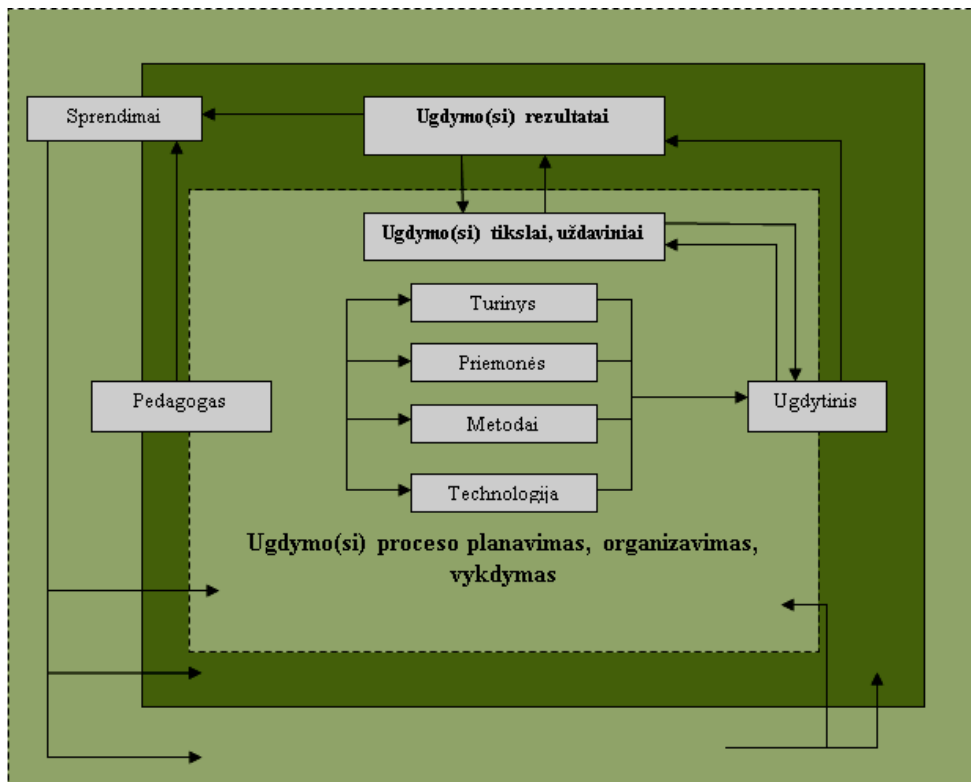 Sprendimai
Ugdymo(si) rezultatai
Ugdymo(si) tikslai, uždaviniai
Turinys
Priemonės
Pedagogas
Ugdytinis
Metodai
Technologija
Ugdymo(si) proceso planavimas, organizavimas,
vykdymas